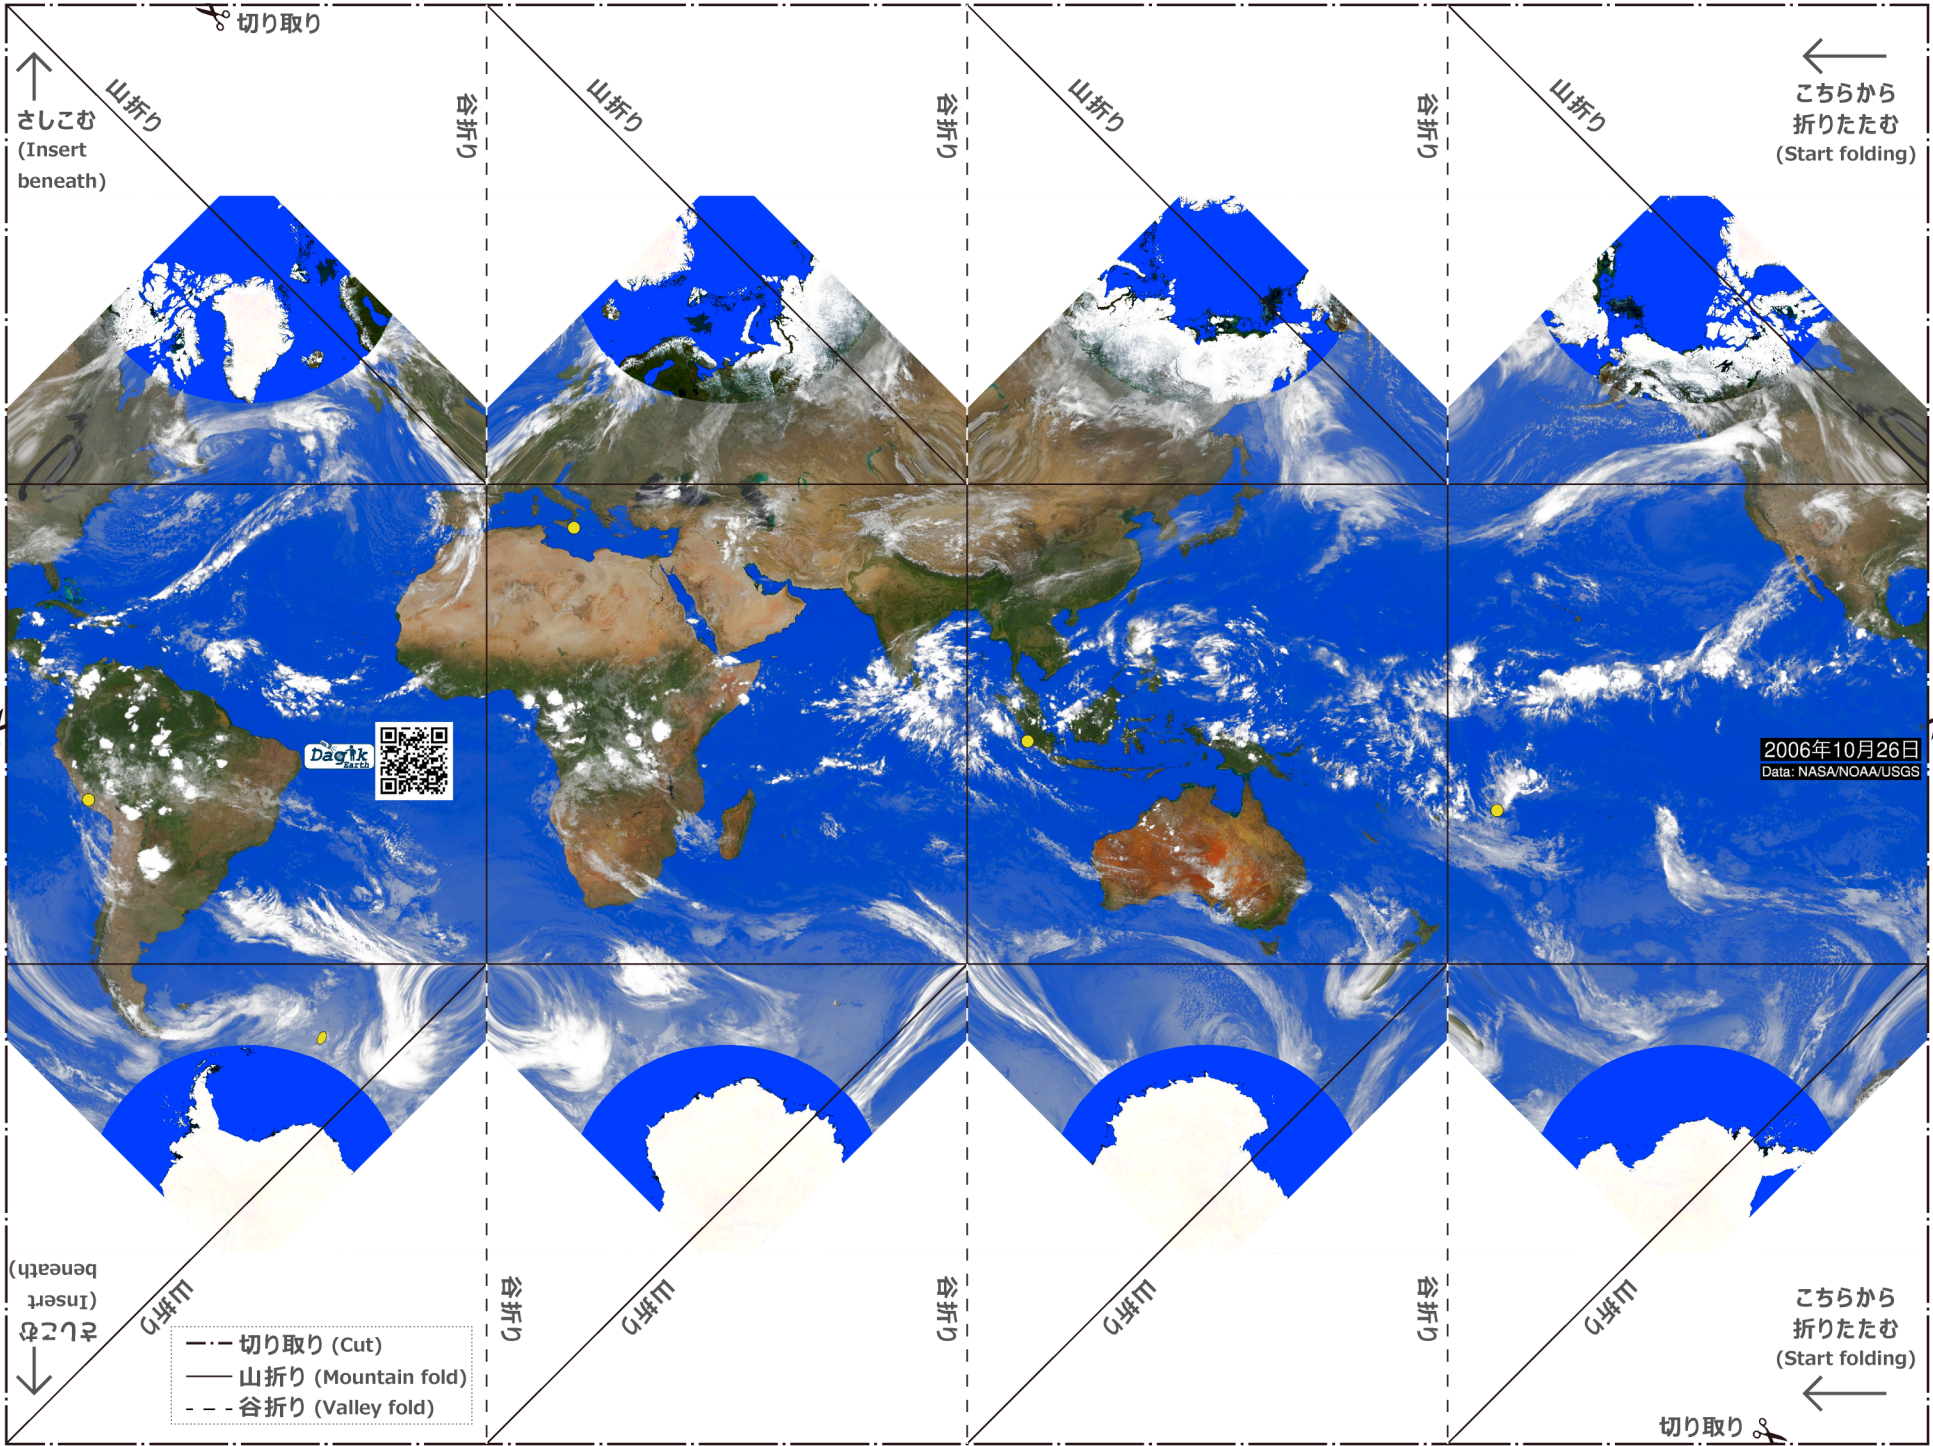 切り取り
さしこむ
(Insert
beneath)
山折り
谷折り
山折り
谷折り
山折り
谷折り
山折り
こちらから
折りたたむ
(Start folding)
Dagik
Earth
2006年10月26日
Data: NASA/NOAA/USGS
さしこむ
(Insert
beneath)
山折り
谷折り
山折り
谷折り
山折り
谷折り
山折り
こちらから
折りたたむ
(Start folding)
切り取り (Cut)
山折り (Mountain fold)
谷折り (Valley fold)
切り取り